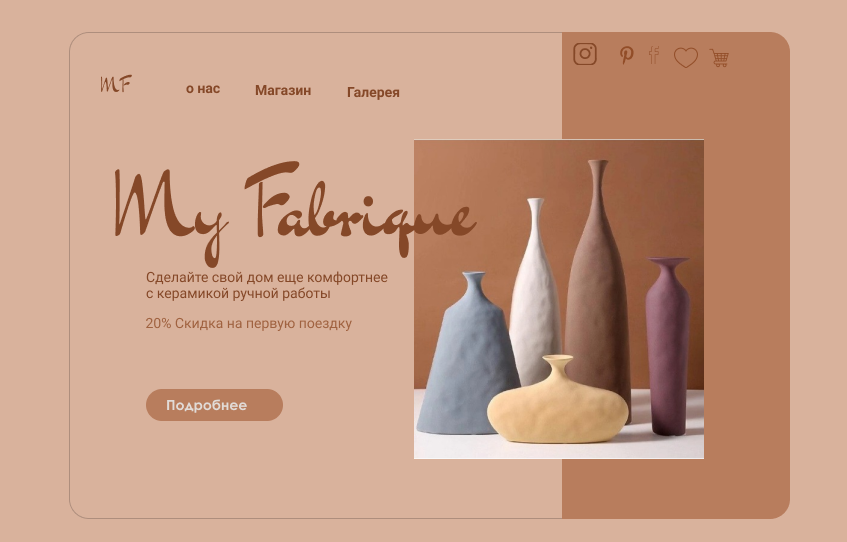 MF
о нас
Магазин
Галерея
My Fabrique
Сделайте свой дом еще комфортнее
с керамикой ручной работы
20% Скидка на первую поездку
Подробнее